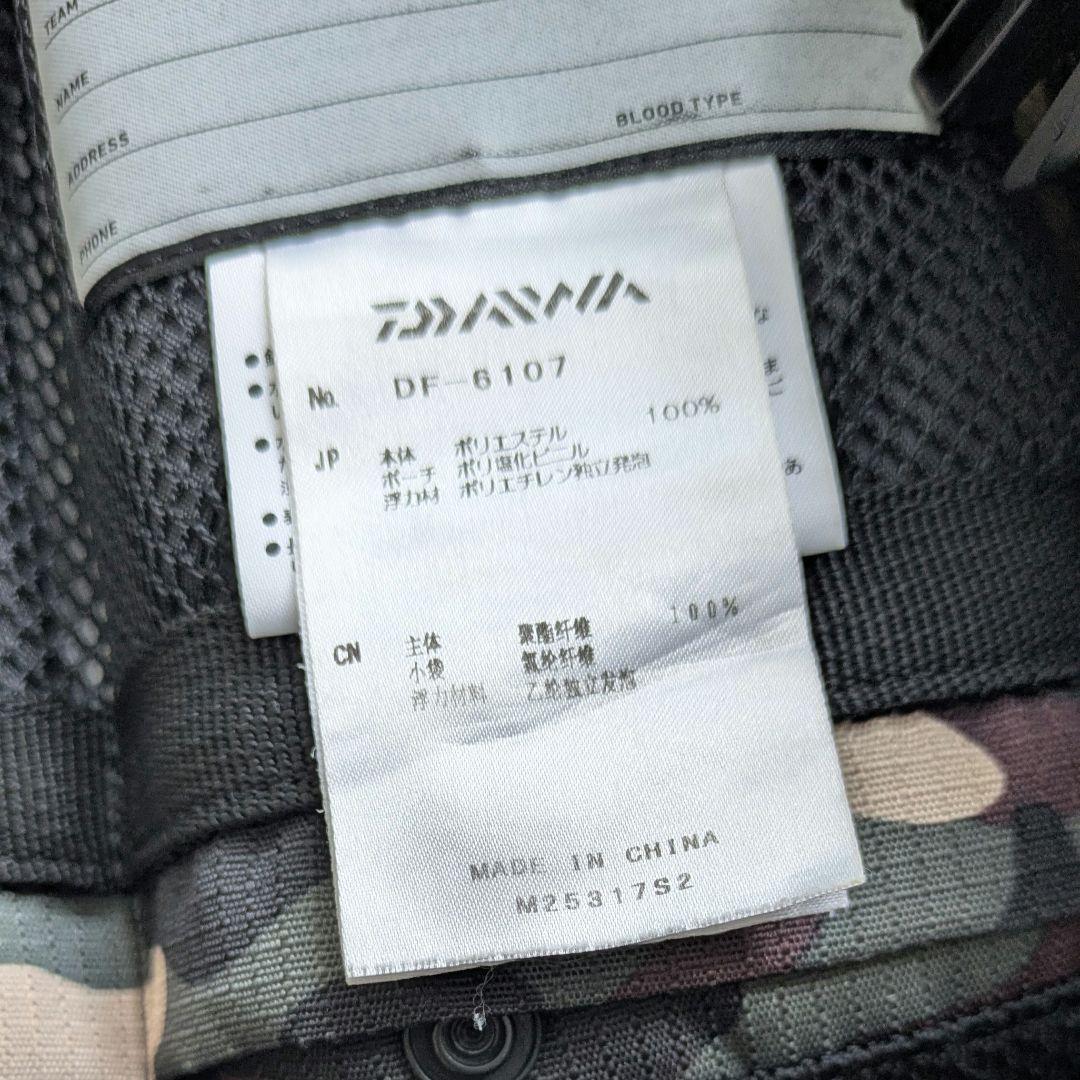 TEAM
NAME
ADDRESS
BLOOD TYPE
PHONE
DAIWA
No. DF-6107
JP 本体 ポリエステル 100%
ポーチ ポリ塩化ビニール
浮力材 ポリエチレン独立発泡
CN 主体 聚酯纤维 100%
小袋 氯纶纤维
浮力材料 乙纶独立发泡
MADE IN CHINA
M25317S2